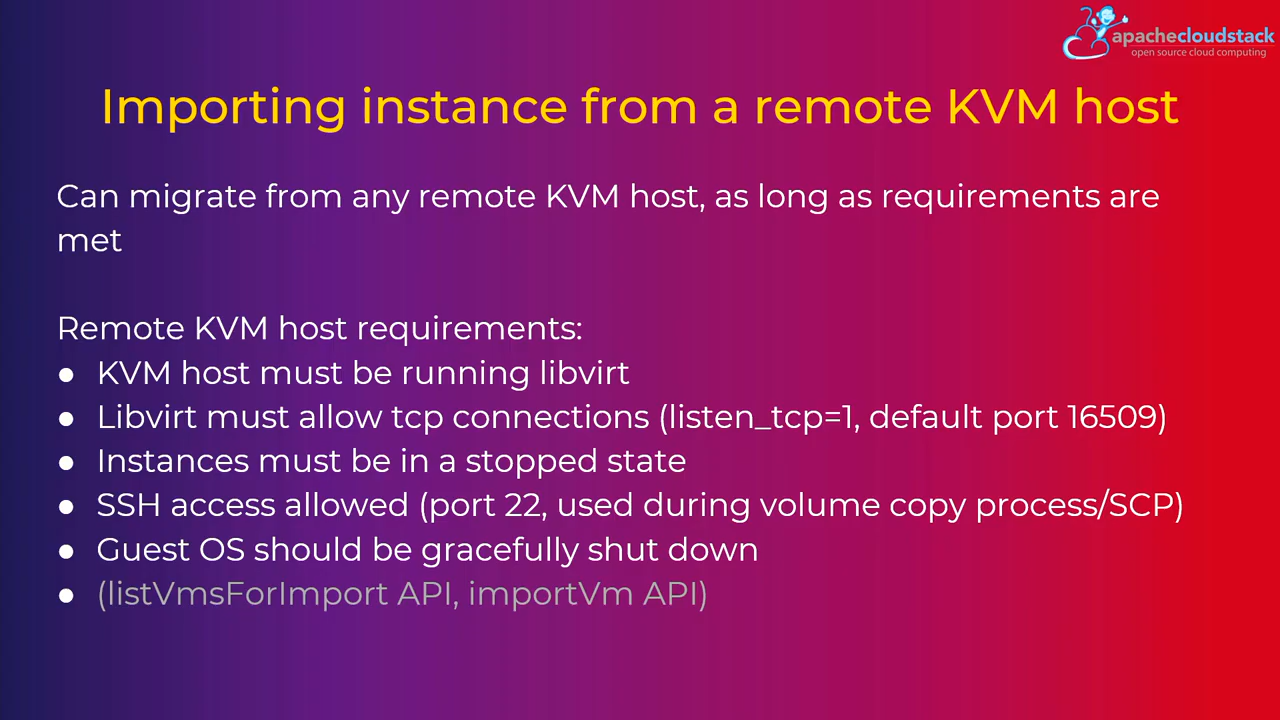 apachecloudstack
open source cloud computing
Importing instance from a remote KVM host
Can migrate from any remote KVM host, as long as requirements are
met
Remote KVM host requirements:
● KVM host must be running libvirt
● Libvirt must allow tcp connections (listen_tcp=1, default port 16509)
● Instances must be in a stopped state
● SSH access allowed (port 22, used during volume copy process/SCP)
● Guest OS should be gracefully shut down
● (listVmsForImport API, importVm API)